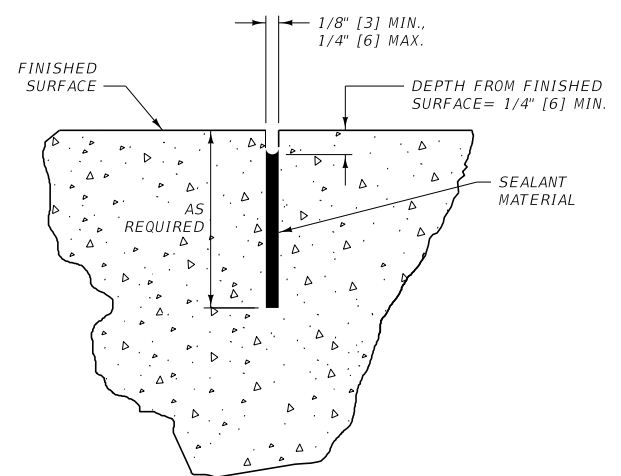 1/8" [3] MIN.,
1/4" [6] MAX.
FINISHED
SURFACE
DEPTH FROM FINISHED
SURFACE= 1/4" [6] MIN.
SEALANT
MATERIAL
AS
REQUIRED